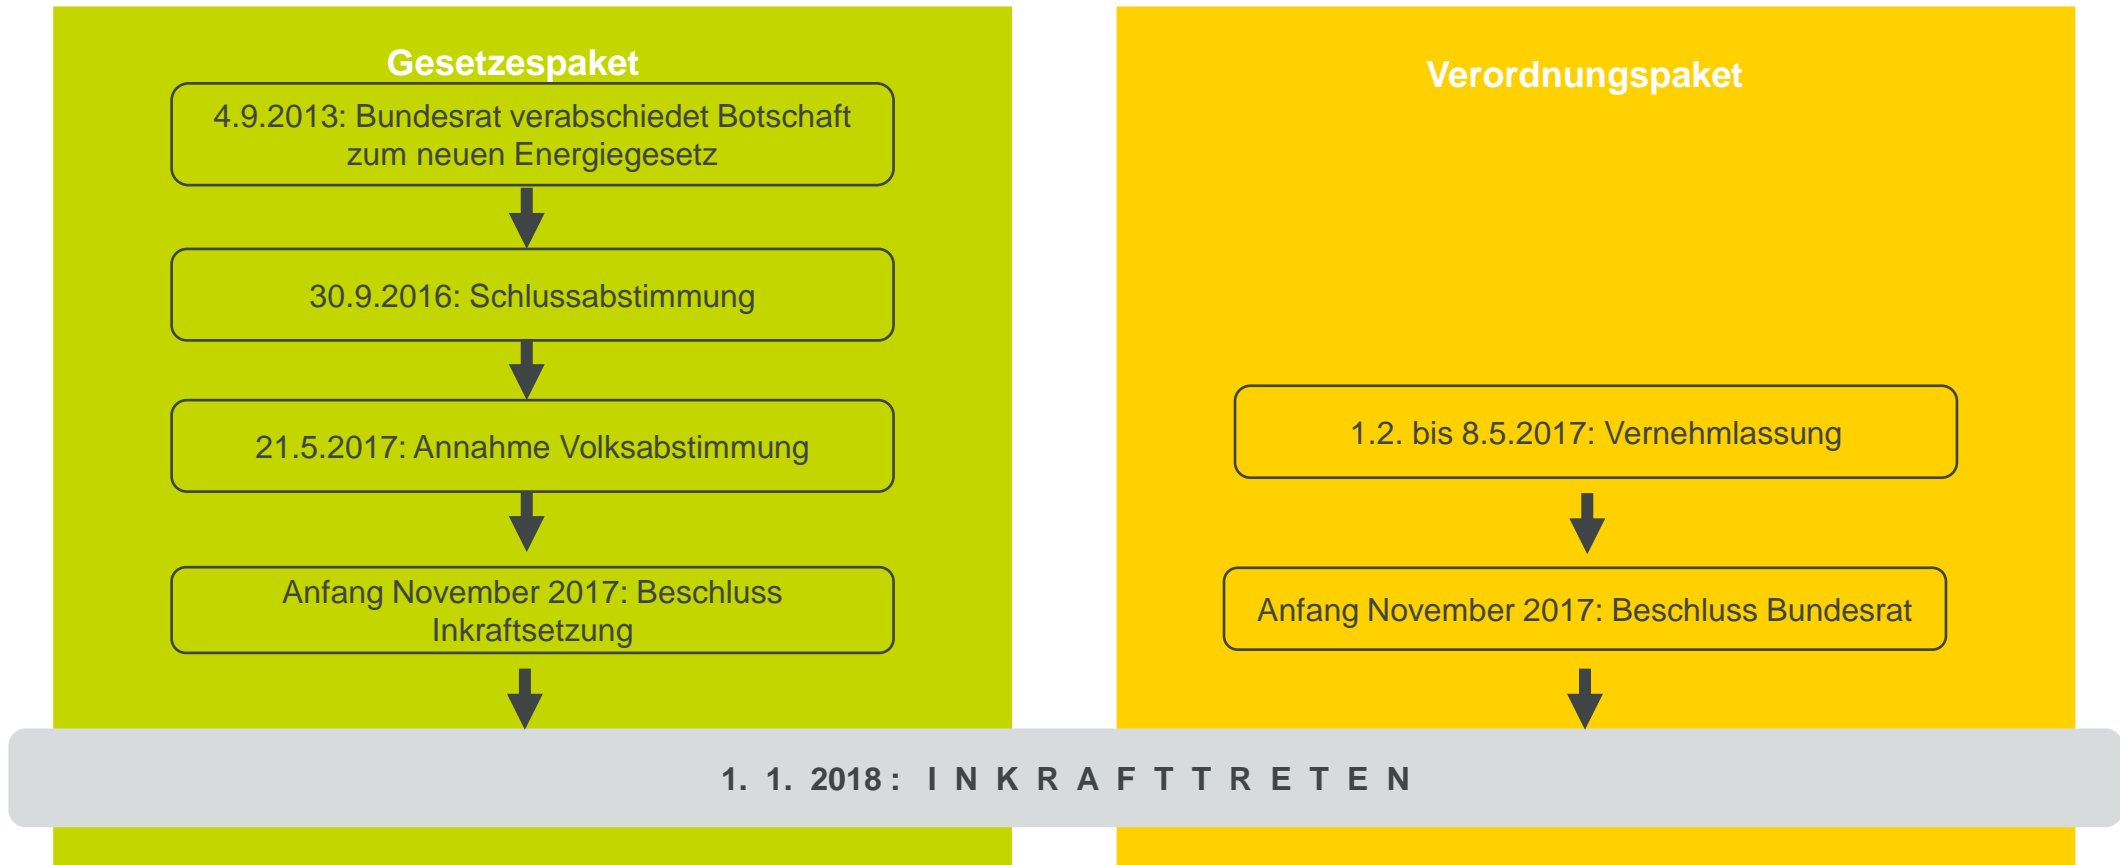 Gesetzespaket
4.9.2013: Bundesrat verabschiedet Botschaft
zum neuen Energiegesetz
30.9.2016: Schlussabstimmung
21.5.2017: Annahme Volksabstimmung
Anfang November 2017: Beschluss
Inkraftsetzung
Verordnungspaket
1.2. bis 8.5.2017: Vernehmlassung
Anfang November 2017: Beschluss Bundesrat
1. 1. 2018 : I N K R A F T T R E T E N